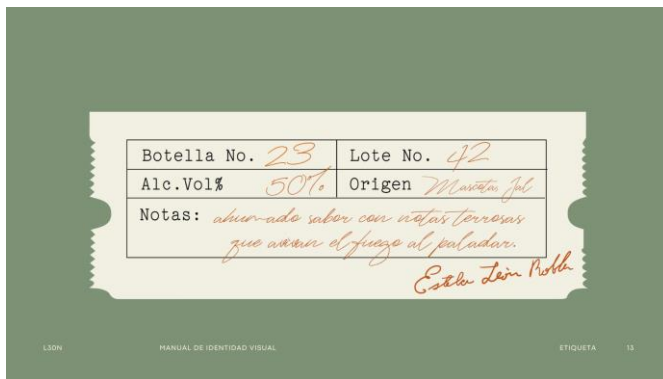 Botella No. 23 Lote No. 42
Alc.Vol% 50% Origen Mascota, Jal
Notas: ahumado sabor con notas terrosas
que avivan el fuego al paladar.
Estela León Robles
L30N MANUAL DE IDENTIDAD VISUAL ETIQUETA 13